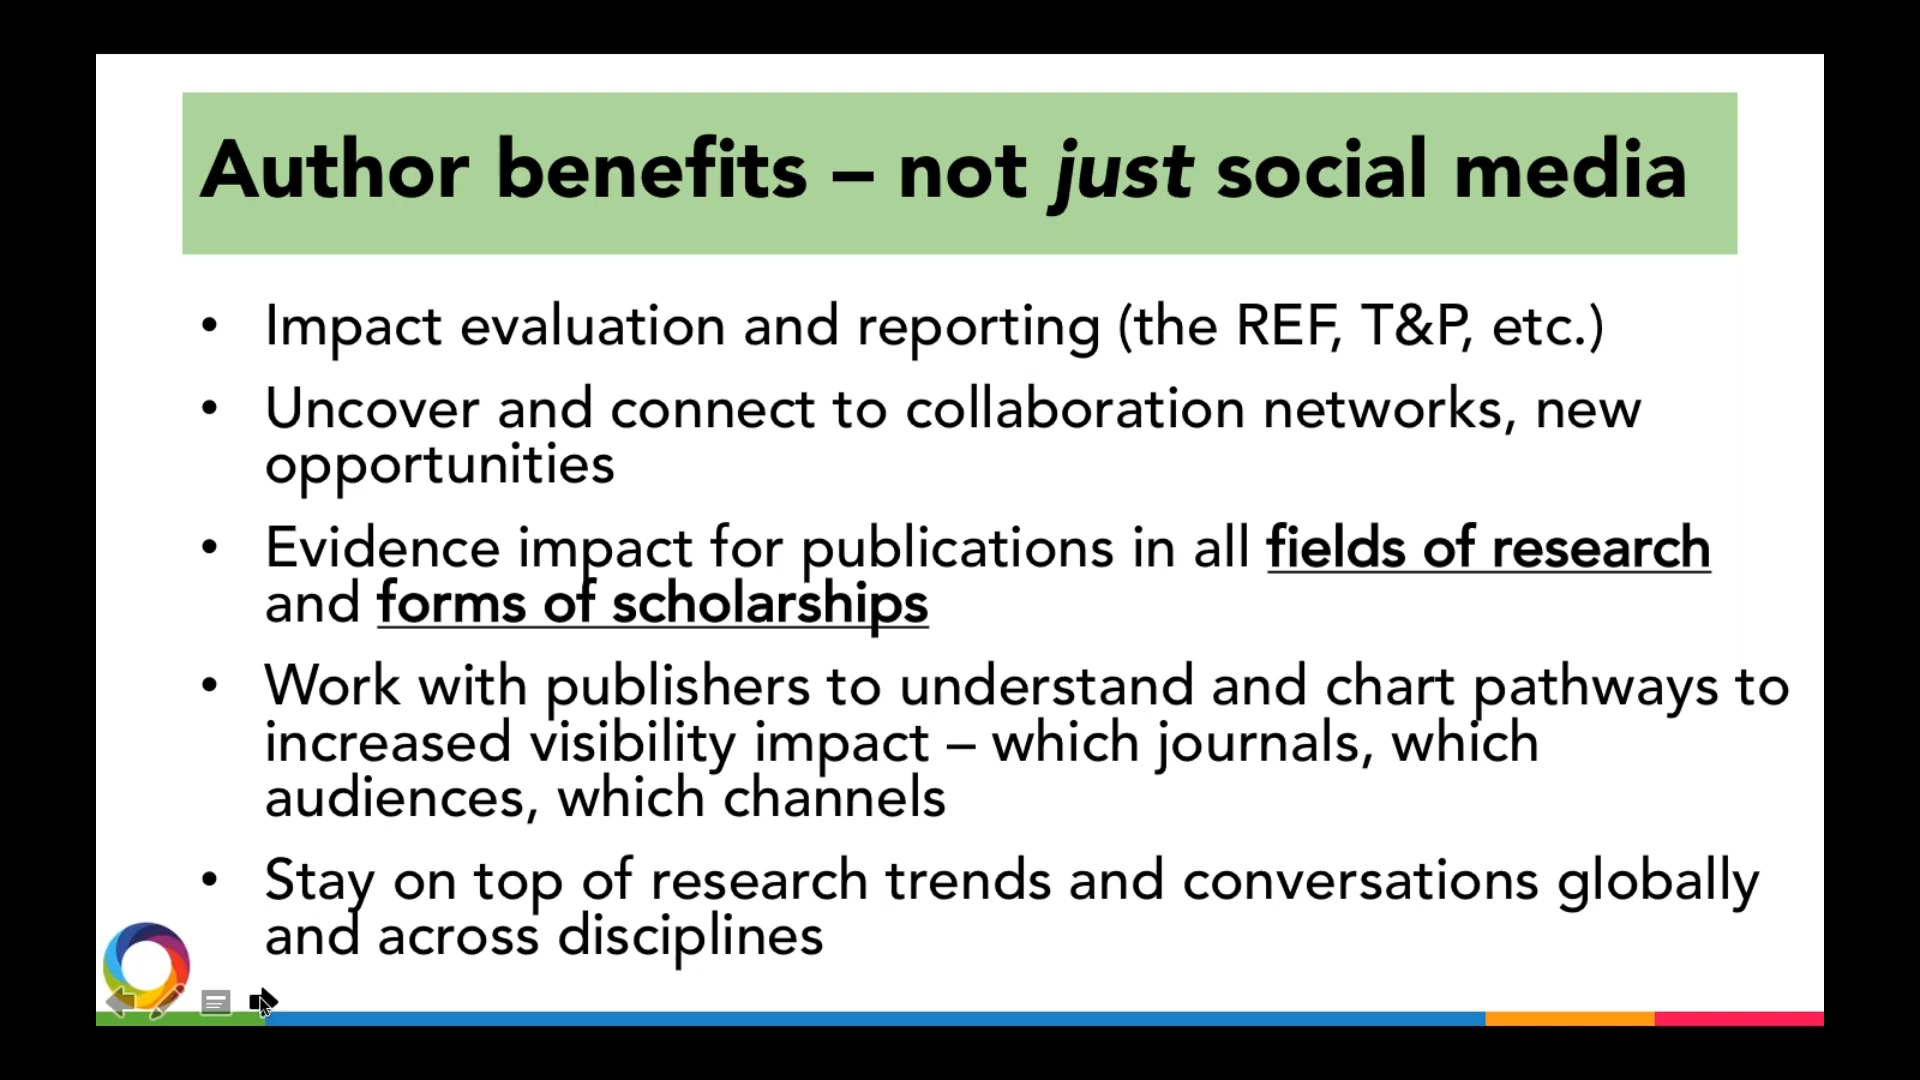 Author benefits – not just social media
• Impact evaluation and reporting (the REF, T&P, etc.)
• Uncover and connect to collaboration networks, new
opportunities
• Evidence impact for publications in all fields of research
and forms of scholarships
• Work with publishers to understand and chart pathways to
increased visibility impact – which journals, which
audiences, which channels
• Stay on top of research trends and conversations globally
and across disciplines